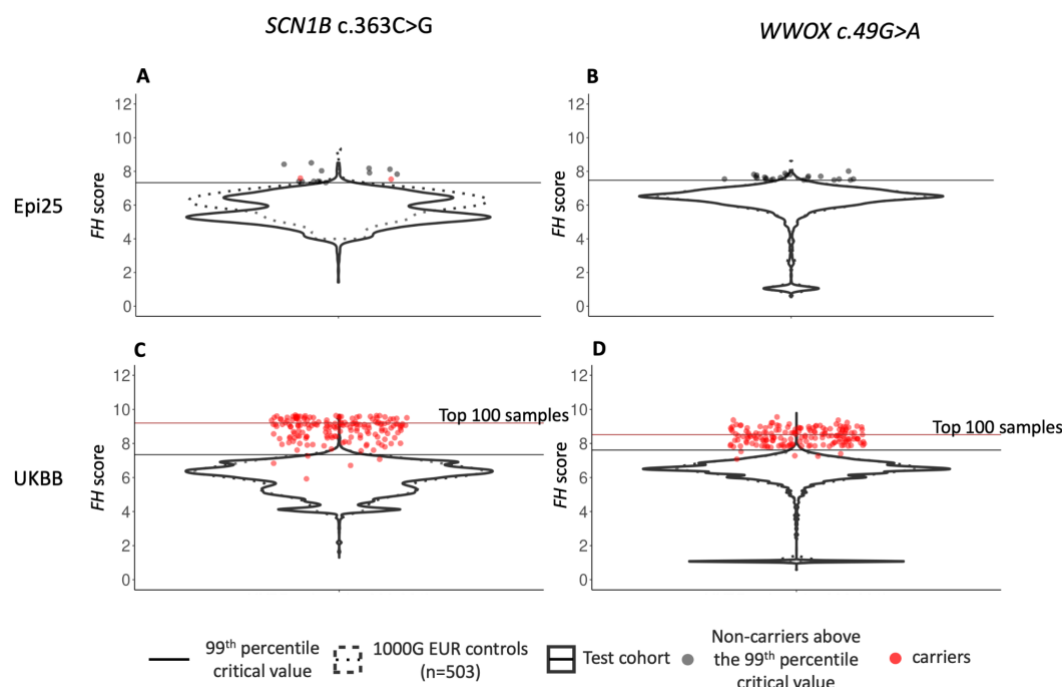 SCN1B c.363C>G
WWOX c.49G>A
A
B
12
10
8
6
4
2
0
FH score
12
10
8
6
4
2
0
FH score
Epi25
C
D
12
10
8
6
4
2
0
FH score
Top 100 samples
12
10
8
6
4
2
0
FH score
Top 100 samples
UKBB
99th percentile
critical value
1000G EUR controls
(n=503)
Test cohort
Non-carriers above
the 99th percentile
critical value
carriers